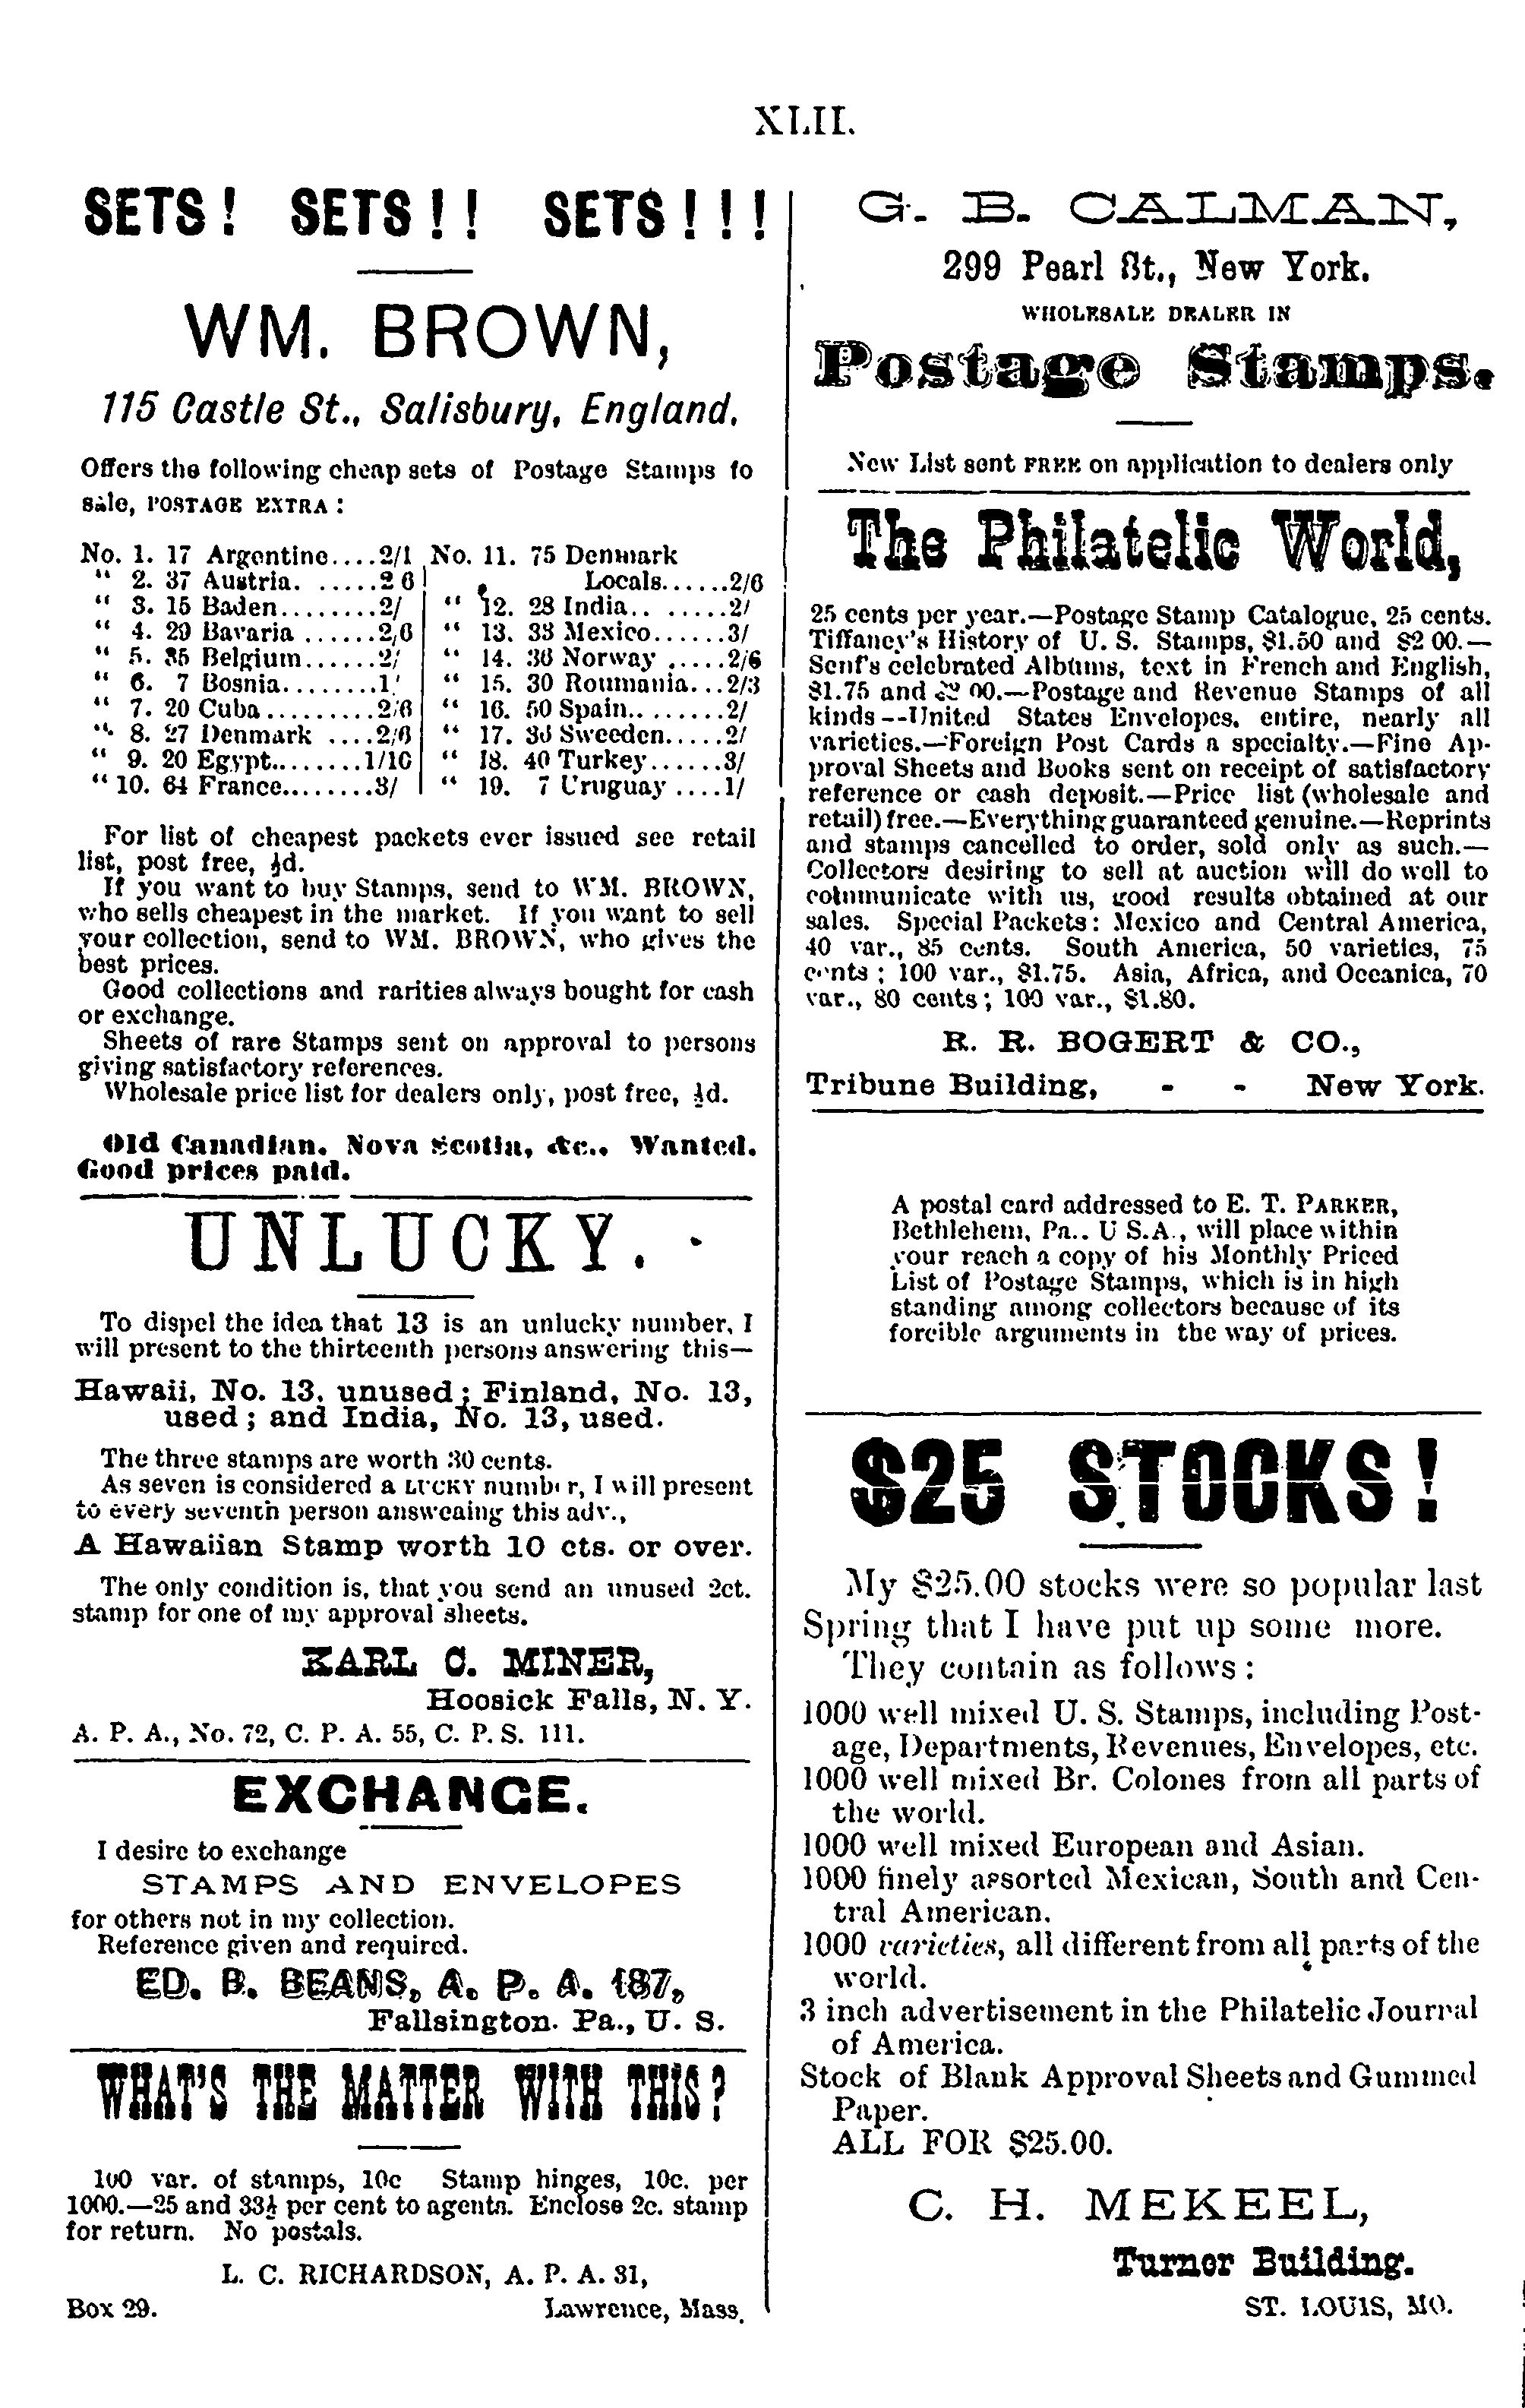 XLII.
SETS! SETS!! SETS!!!
WM. BROWN,
115 Castle St., Salisbury, England.
Offers the following cheap sets of Postage Stamps fo
sale, POSTAGE EXTRA:
No. 1. 17 Argentine....2/1
" 2. 37 Austria. .....2 6
" 3. 15 Baden........2/
" 4. 29 Bavaria ......2/6
" 5. 35 Belgium......2/
" 6. 7 Bosnia........1/
" 7. 20 Cuba.........2/6
" 8. 27 Denmark ....2/6
" 9. 20 Egypt........1/10
" 10. 64 France........3/
No. 11. 75 Denmark
Locals......2/6
" 12. 28 India.. ......2/
" 13. 33 Mexico......3/
" 14. 36 Norway .....2/6
" 15. 30 Roumania...2/3
" 16. 50 Spain.. .......2/
" 17. 36 Sweeden.....2/
" 18. 40 Turkey......3/
" 19. 7 Uruguay ....1/
For list of cheapest packets ever issued see retail
list, post free, ½d.
If you want to buy Stamps, send to WM. BROWN,
who sells cheapest in the market. If you want to sell
your collection, send to WM. BROWN, who gives the
best prices.
Good collections and rarities always bought for cash
or exchange.
Sheets of rare Stamps sent on approval to persons
giving satisfactory references.
Wholesale price list for dealers only, post free, ½d.
Old Canadian, Nova Scotia, &c., Wanted.
Good prices paid.
UNLUCKY.
To dispel the idea that 13 is an unlucky number, I
will present to the thirteenth persons answering this—
Hawaii, No. 13, unused; Finland, No. 13,
used; and India, No. 13, used.
The three stamps are worth 30 cents.
As seven is considered a LUCKY number, I will present
to every seventh person answeaing this adv.,
A Hawaiian Stamp worth 10 cts. or over.
The only condition is, that you send an unused 2ct.
stamp for one of my approval sheets.
KARL C. MINER,
Hoosick Falls, N. Y.
A. P. A., No. 72, C. P. A. 55, C. P. S. 111.
EXCHANGE.
I desire to exchange
STAMPS AND ENVELOPES
for others not in my collection.
Reference given and required.
ED. B. BEANS, A. P. A. 187,
Fallsington. Pa., U. S.
WHAT'S THE MATTER WITH THIS?
100 var. of stamps, 10c Stamp hinges, 10c. per
1000.—25 and 33⅓ per cent to agents. Enclose 2c. stamp
for return. No postals.
L. C. RICHARDSON, A. P. A. 31,
Box 29. Lawrence, Mass.
G. B. CALMAN,
299 Pearl St., New York.
WHOLESALE DEALER IN
Postage Stamps.
New List sent FREE on application to dealers only
The Philatelic World,
25 cents per year.—Postage Stamp Catalogue, 25 cents.
Tiffaney's History of U. S. Stamps, $1.50 and $2 00.—
Senf's celebrated Albums, text in French and English,
$1.75 and $2 00.—Postage and Revenue Stamps of all
kinds--United States Envelopes, entire, nearly all
varieties.—Foreign Post Cards a specialty.—Fine Ap-
proval Sheets and Books sent on receipt of satisfactory
reference or cash deposit.—Price list (wholesale and
retail) free.—Everything guaranteed genuine.—Reprints
and stamps cancelled to order, sold only as such.—
Collectors desiring to sell at auction will do well to
communicate with us, good results obtained at our
sales. Special Packets: Mexico and Central America,
40 var., 85 cents. South America, 50 varieties, 75
cents; 100 var., $1.75. Asia, Africa, and Oceanica, 70
var., 80 cents; 100 var., $1.80.
R. R. BOGERT & CO.,
Tribune Building, - - New York.
A postal card addressed to E. T. PARKER,
Bethlehem, Pa.. U S.A., will place within
your reach a copy of his Monthly Priced
List of Postage Stamps, which is in high
standing among collectors because of its
forcible arguments in the way of prices.
$25 STOCKS!
My $25.00 stocks were so popular last
Spring that I have put up some more.
They contain as follows:
1000 well mixed U. S. Stamps, including Post-
age, Departments, Revenues, Envelopes, etc.
1000 well mixed Br. Colones from all parts of
the world.
1000 well mixed European and Asian.
1000 finely assorted Mexican, South and Cen-
tral American.
1000 varieties, all different from all parts of the
world.
3 inch advertisement in the Philatelic Journal
of America.
Stock of Blank Approval Sheets and Gummed
Paper.
ALL FOR $25.00.
C. H. MEKEEL,
Turner Building.
ST. LOUIS, MO.